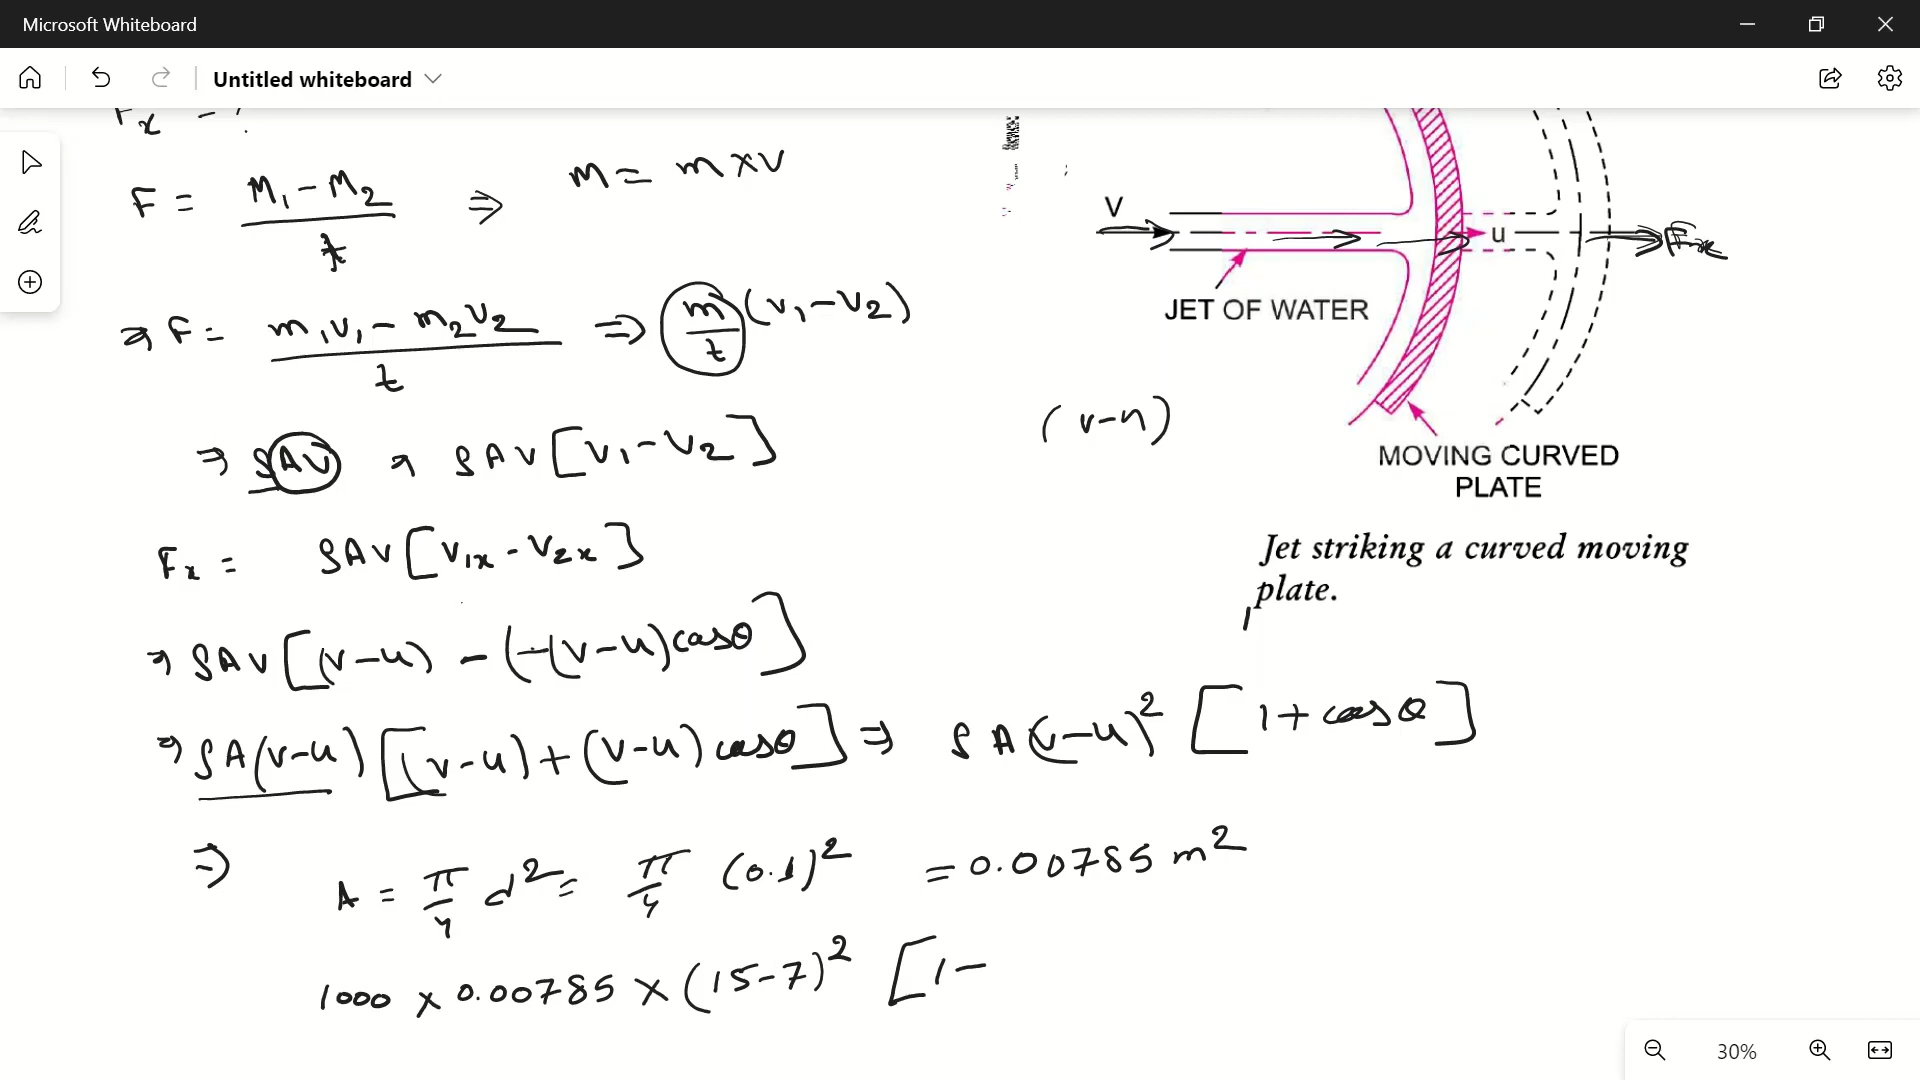 Microsoft Whiteboard
Untitled whiteboard
Fx = ?
F = M₁ - M₂ / t ⇒ M = m × v
⇒ F = m₁v₁ - m₂v₂ / t ⇒ m/t (v₁ - v₂)
⇒ ρAV ⇒ ρAV [v₁ - v₂]
Fx = ρAV [V₁x - V₂x]
⇒ ρAV [(v-u) - (-(v-u) cosθ]
⇒ ρA(v-u) [(v-u) + (v-u) cosθ] ⇒ ρA(v-u)² [1 + cosθ]
⇒ A = π/4 d² = π/4 (0.1)² = 0.00785 m²
1000 × 0.00785 × (15-7)² [1 -
V
u
Fx
JET OF WATER
(v-u)
MOVING CURVED
PLATE
Jet striking a curved moving
plate.
30%